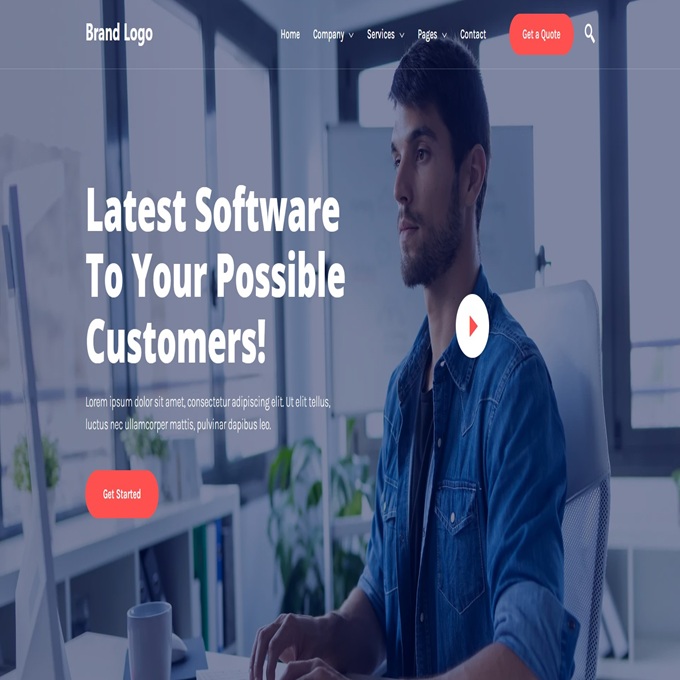 Brand Logo
Home Company Services Pages Contact Get a Quote
Latest Software
To Your Possible
Customers!
Lorem ipsum dolor sit amet, consectetur adipiscing elit. Ut elit tellus,
luctus nec ullamcorper mattis, pulvinar dapibus leo.
Get Started